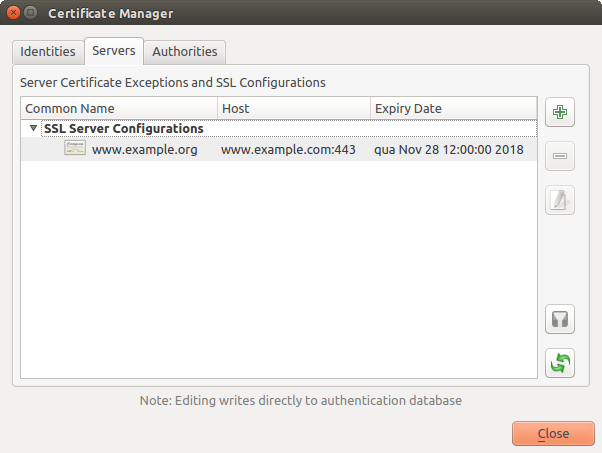 Certificate Manager
Identities Servers Authorities
Server Certificate Exceptions and SSL Configurations
Common Name Host Expiry Date
SSL Server Configurations
www.example.org www.example.com:443 qua Nov 28 12:00:00 2018
Note: Editing writes directly to authentication database
Close